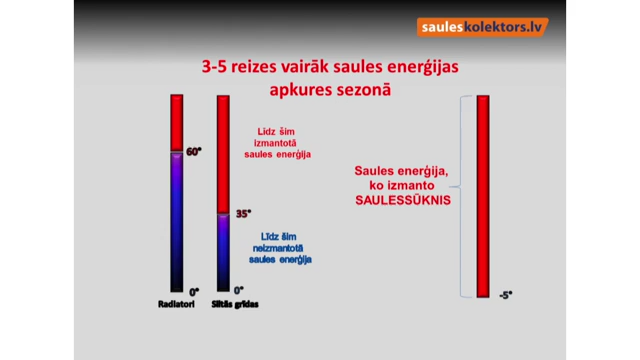 sauleskolektors.lv
3-5 reizes vairāk saules enerģijas
apkures sezonā
Līdz šim
izmantotā
saules enerģija
60°
Saules enerģija,
ko izmanto
SAULESSŪKNIS
35°
Līdz šim
neizmantotā
saules enerģija
0°
0°
-5°
Radiatori
Siltās grīdas